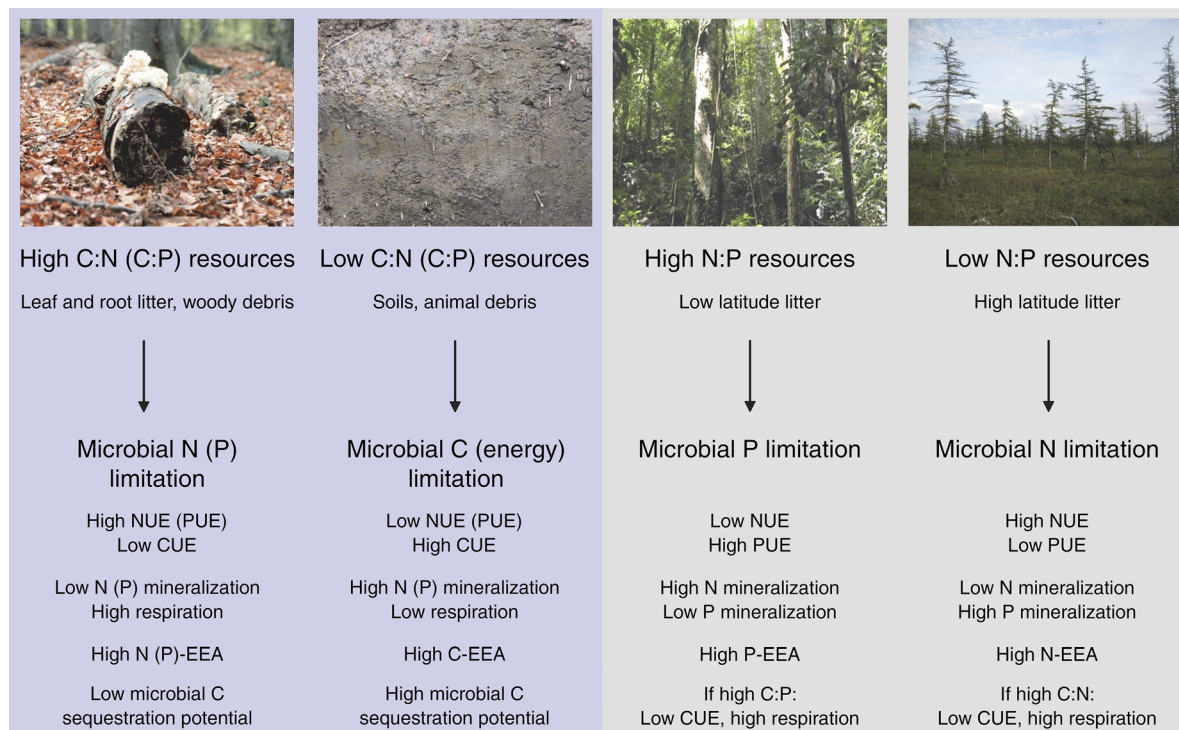 High C:N (C:P) resources
Leaf and root litter, woody debris
Microbial N (P)
limitation
High NUE (PUE)
Low CUE
Low N (P) mineralization
High respiration
High N (P)-EEA
Low microbial C
sequestration potential
Low C:N (C:P) resources
Soils, animal debris
Microbial C (energy)
limitation
Low NUE (PUE)
High CUE
High N (P) mineralization
Low respiration
High C-EEA
High microbial C
sequestration potential
High N:P resources
Low latitude litter
Microbial P limitation
Low NUE
High PUE
High N mineralization
Low P mineralization
High P-EEA
If high C:P:
Low CUE, high respiration
Low N:P resources
High latitude litter
Microbial N limitation
High NUE
Low PUE
Low N mineralization
High P mineralization
High N-EEA
If high C:N:
Low CUE, high respiration